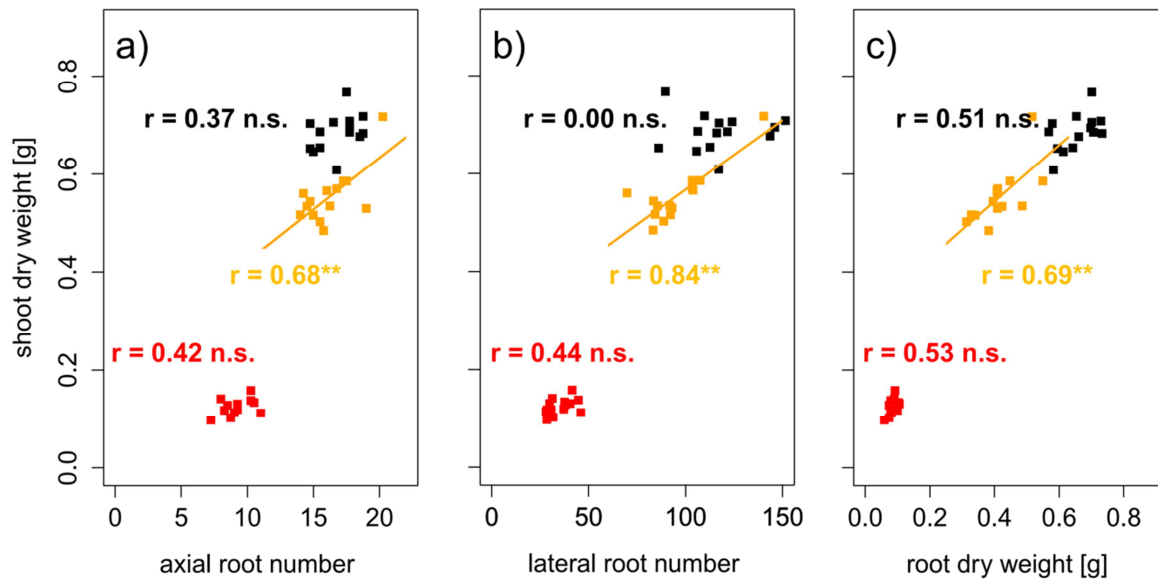 a)
r = 0.37 n.s.
r = 0.68**
r = 0.42 n.s.
b)
r = 0.00 n.s.
r = 0.84**
r = 0.44 n.s.
c)
r = 0.51 n.s.
r = 0.69**
r = 0.53 n.s.
shoot dry weight [g]
0.8
0.6
0.4
0.2
0.0
0 5 10 15 20
axial root number
0 50 100 150
lateral root number
0.0 0.2 0.4 0.6 0.8
root dry weight [g]